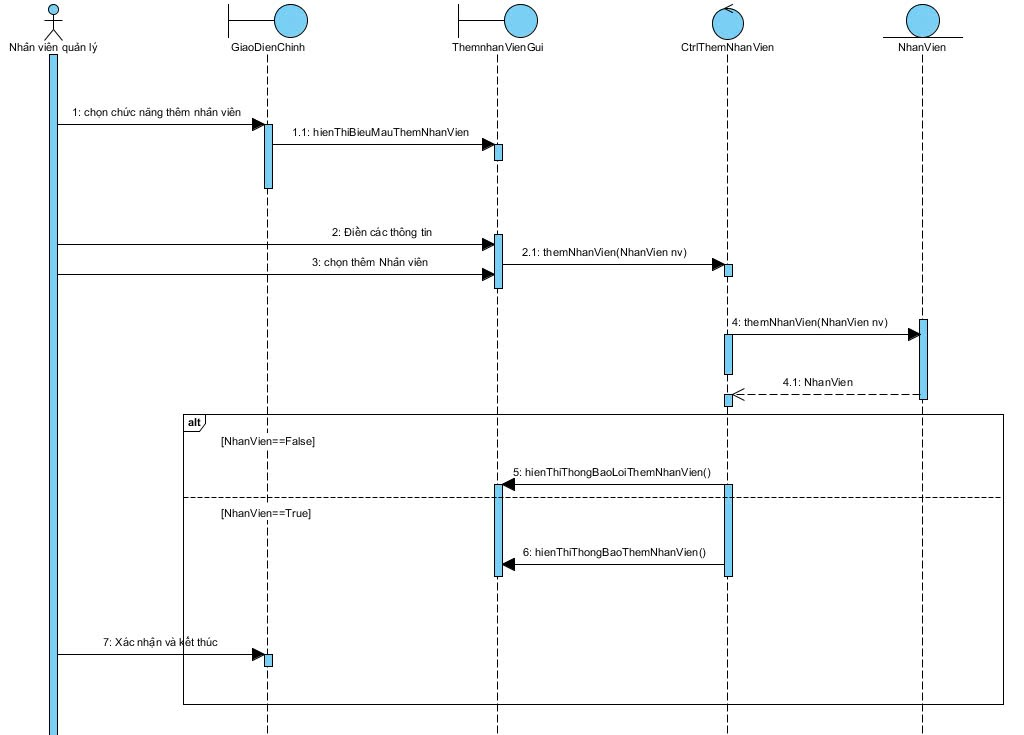 Nhân viên quản lý
GiaoDienChinh
ThemnhanVienGui
CtrlThemNhanVien
NhanVien
1: chọn chức năng thêm nhân viên
1.1: hienThiBieuMauThemNhanVien
2: Điền các thông tin
2.1: themNhanVien(NhanVien nv)
3: chọn thêm Nhân viên
4: themNhanVien(NhanVien nv)
4.1: NhanVien
alt
[NhanVien==False]
5: hienThiThongBaoLoiThemNhanVien()
[NhanVien==True]
6: hienThiThongBaoThemNhanVien()
7: Xác nhận và kết thúc